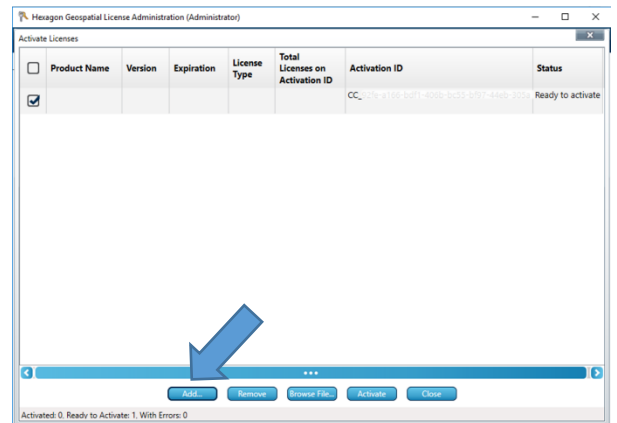 Hexagon Geospatial License Administration (Administrator)
Activate Licenses
Product Name Version Expiration License Type Total Licenses on Activation ID Activation ID Status
CC_ Ready to activate
Add... Remove Browse File... Activate Close
Activated: 0, Ready to Activate: 1, With Errors: 0